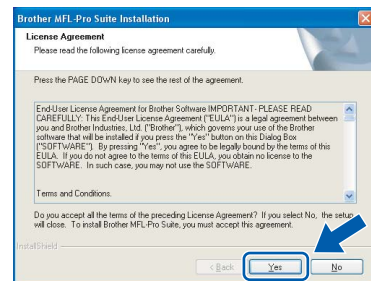 Brother MFL-Pro Suite Installation
License Agreement
Please read the following license agreement carefully.
Press the PAGE DOWN key to see the rest of the agreement.
End-User License Agreement for Brother Software IMPORTANT- PLEASE READ
CAREFULLY: This End-User License Agreement ("EULA") is a legal agreement between
you and Brother Industries, Ltd. ("Brother"), which governs your use of the Brother
software that will be installed if you press the "Yes" button on this Dialog Box
("SOFTWARE"). By pressing "Yes", you agree to be legally bound by the terms of this
EULA. If you do not agree to the terms of this EULA, you obtain no license to the
SOFTWARE. In such case, you may not use the SOFTWARE.
Terms and Conditions.
Do you accept all the terms of the preceding License Agreement? If you select No, the setup
will close. To install Brother MFL-Pro Suite, you must accept this agreement.
InstallShield
< Back Yes No